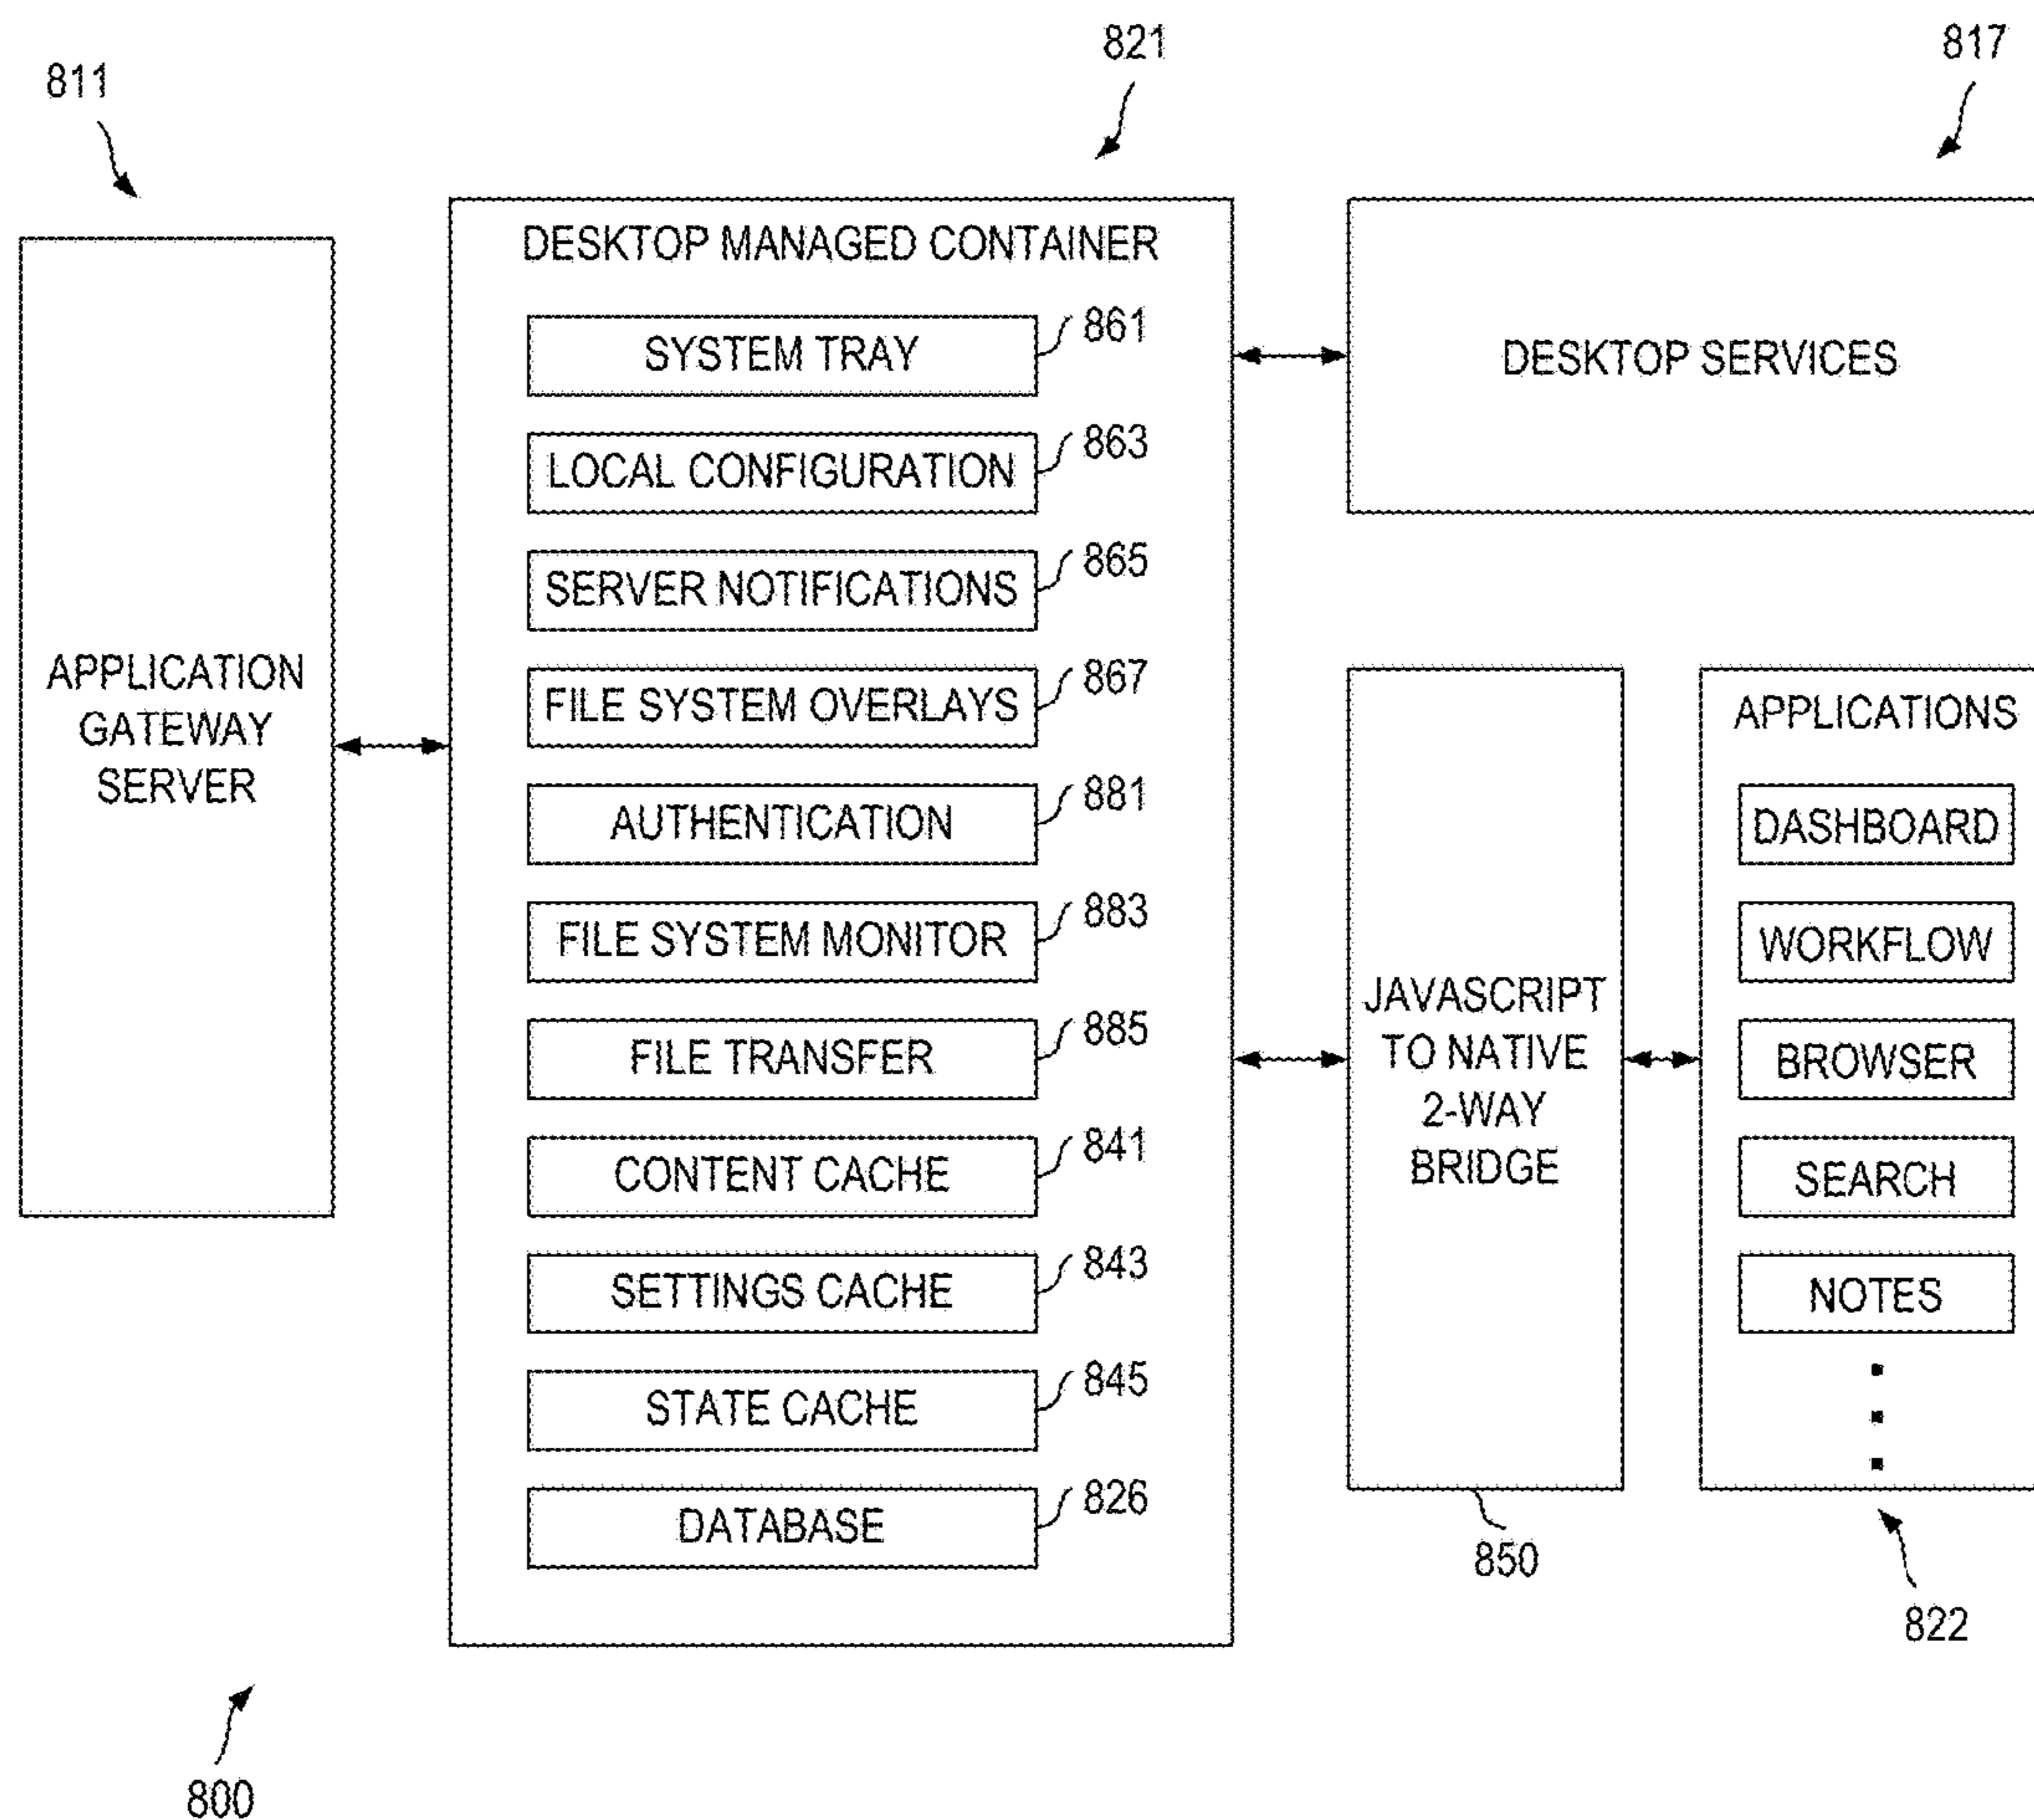 811
821
817
APPLICATION
GATEWAY
SERVER
DESKTOP MANAGED CONTAINER
SYSTEM TRAY
861
LOCAL CONFIGURATION
863
SERVER NOTIFICATIONS
865
FILE SYSTEM OVERLAYS
867
AUTHENTICATION
881
FILE SYSTEM MONITOR
883
FILE TRANSFER
885
CONTENT CACHE
841
SETTINGS CACHE
843
STATE CACHE
845
DATABASE
826
DESKTOP SERVICES
JAVASCRIPT
TO NATIVE
2-WAY
BRIDGE
850
APPLICATIONS
DASHBOARD
WORKFLOW
BROWSER
SEARCH
NOTES
822
800